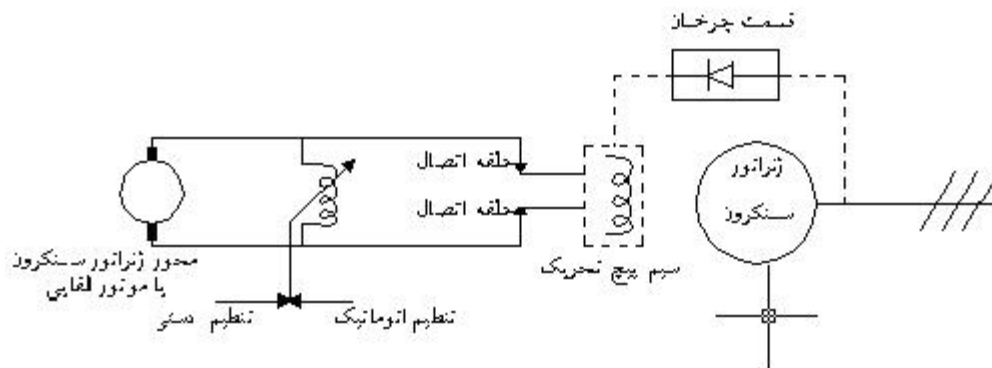 قسمت چرخان
حلقه اتصال
حلقه اتصال
ژنراتور
سنکرون
سیم پیچ تحریک
محور ژنراتور سنکرون
یا موتور القایی
تنظیم دستی
تنظیم اتوماتیک